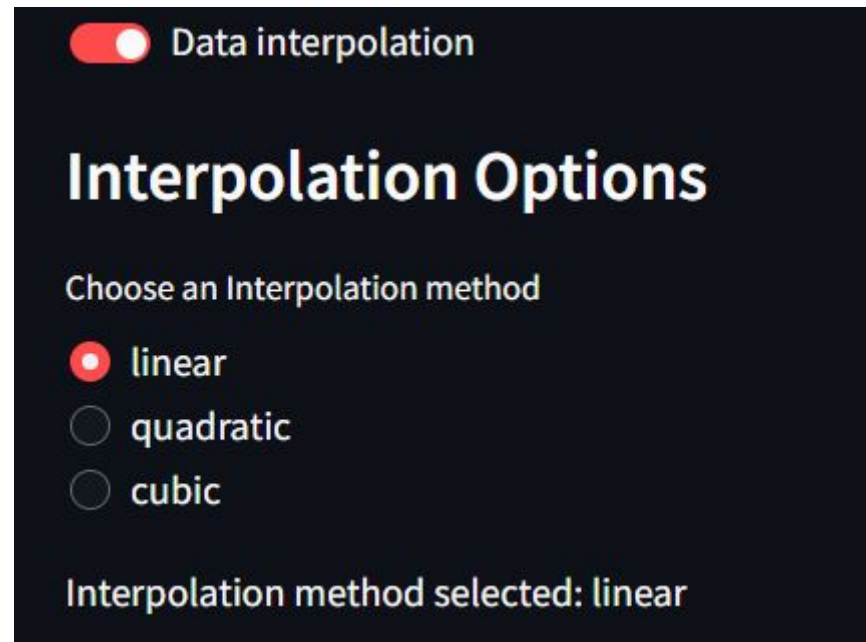 Data interpolation
Interpolation Options
Choose an Interpolation method
linear
quadratic
cubic
Interpolation method selected: linear